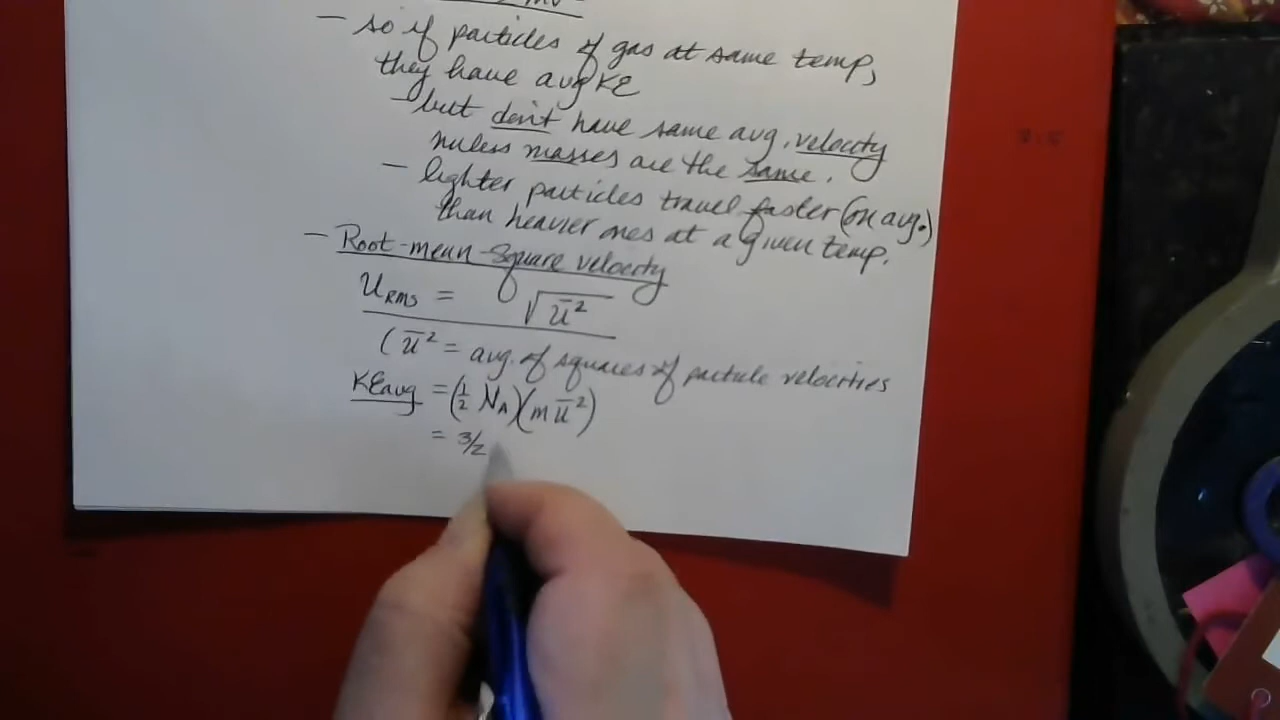 - so if particles of gas at same temp,
they have avg KE
- but don't have same avg. velocity
unless masses are the same.
- lighter particles travel faster (on avg.)
than heavier ones at a given temp.
- Root-mean-Square velocity
URMS = √ū²
(ū² = avg. of squares of particle velocities
KEavg = (½ NA)(mū²)
= 3/2